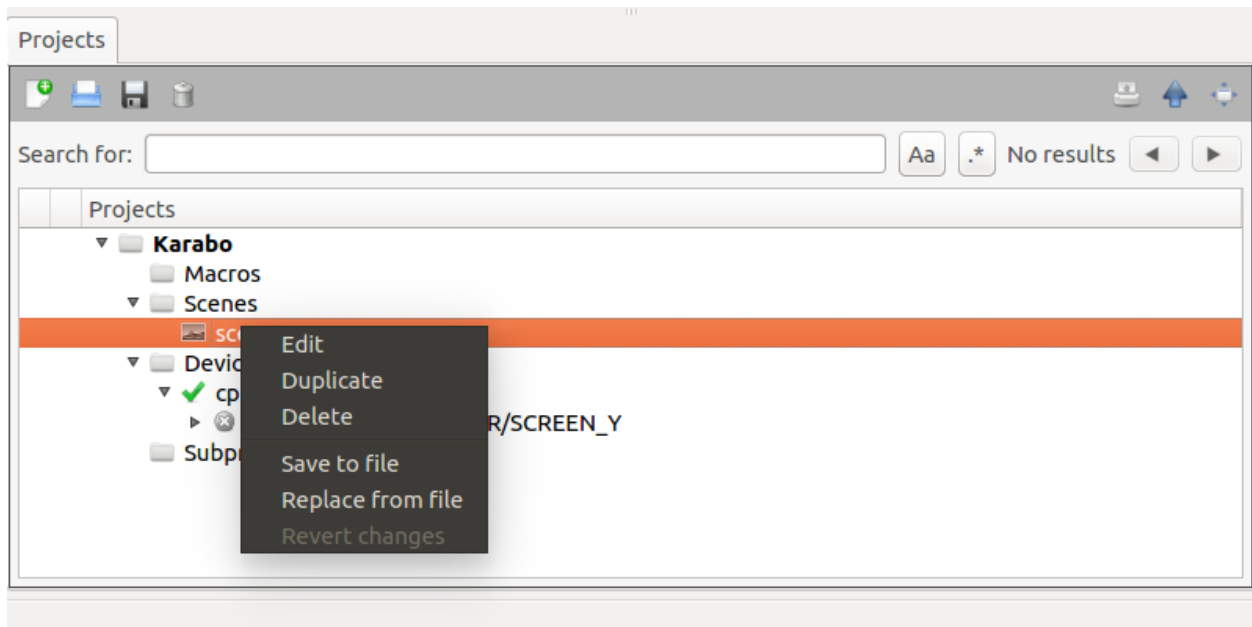 Projects
Search for: Aa .* No results
Projects
Karabo
Macros
Scenes
Edit
Duplicate
Delete
R/SCREEN_Y
Save to file
Replace from file
Revert changes